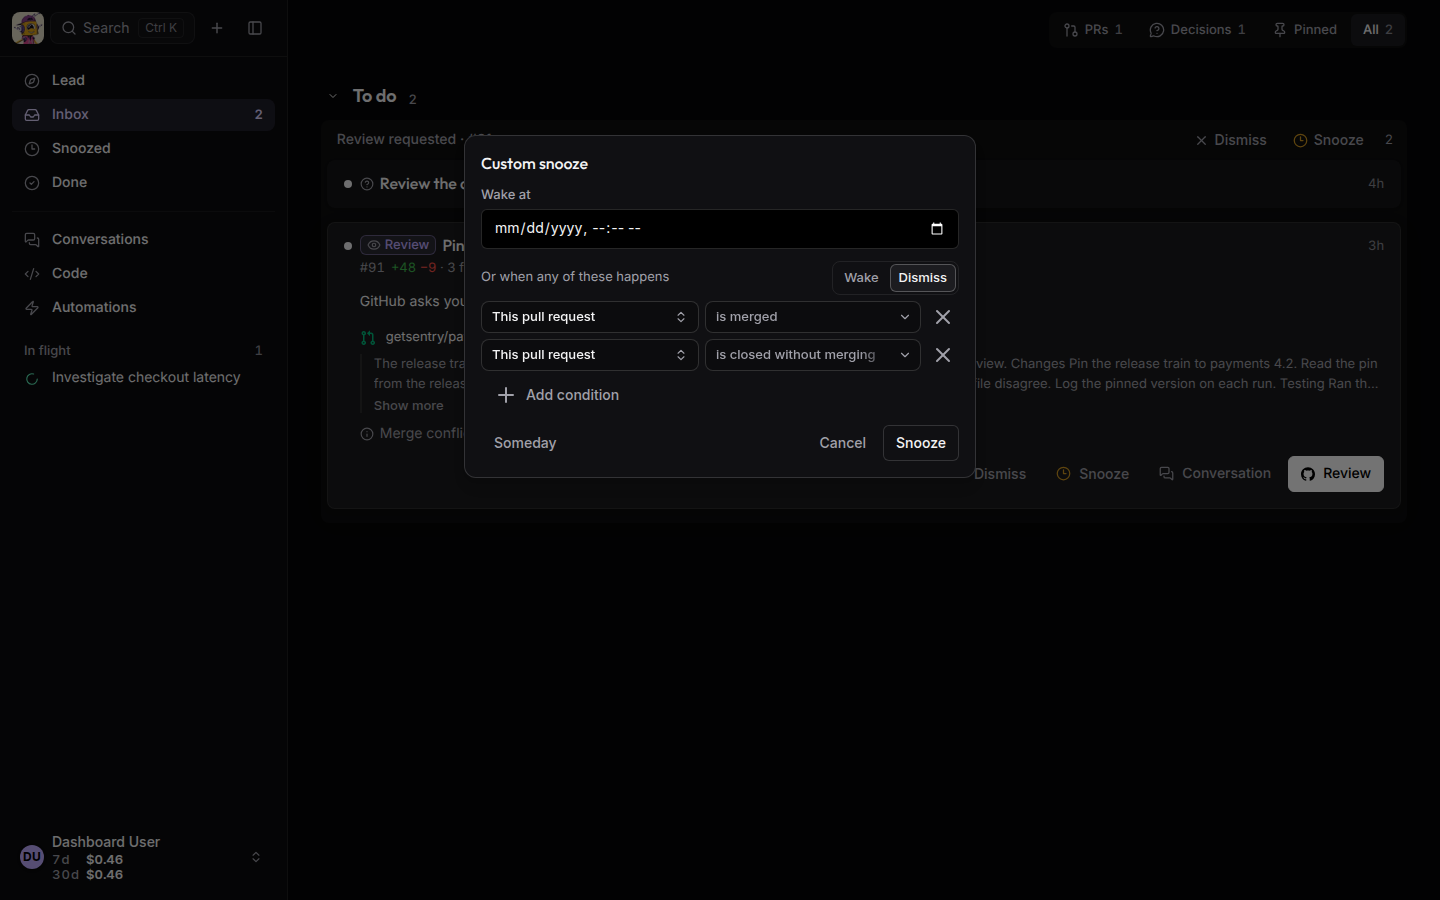 Search Ctrl K
Lead
Inbox 2
Snoozed
Done
Conversations
Code
Automations
In flight 1
Investigate checkout latency
Dashboard User
DU
7d $0.46
30d $0.46
PRs 1 Decisions 1 Pinned All 2
To do 2
Review requested · Dismiss Snooze 2
Review the 4h
Review Pin 3h
#91 +48 −9 · 3 f
GitHub asks you
getsentry/pa
The release tra view. Changes Pin the release train to payments 4.2. Read the pin
from the releas file disagree. Log the pinned version on each run. Testing Ran th...
Show more
Merge confli
Dismiss Snooze Conversation Review
Custom snooze
Wake at
mm/dd/yyyy, --:-- --
Or when any of these happens Wake Dismiss
This pull request is merged
This pull request is closed without merging
Add condition
Someday Cancel Snooze